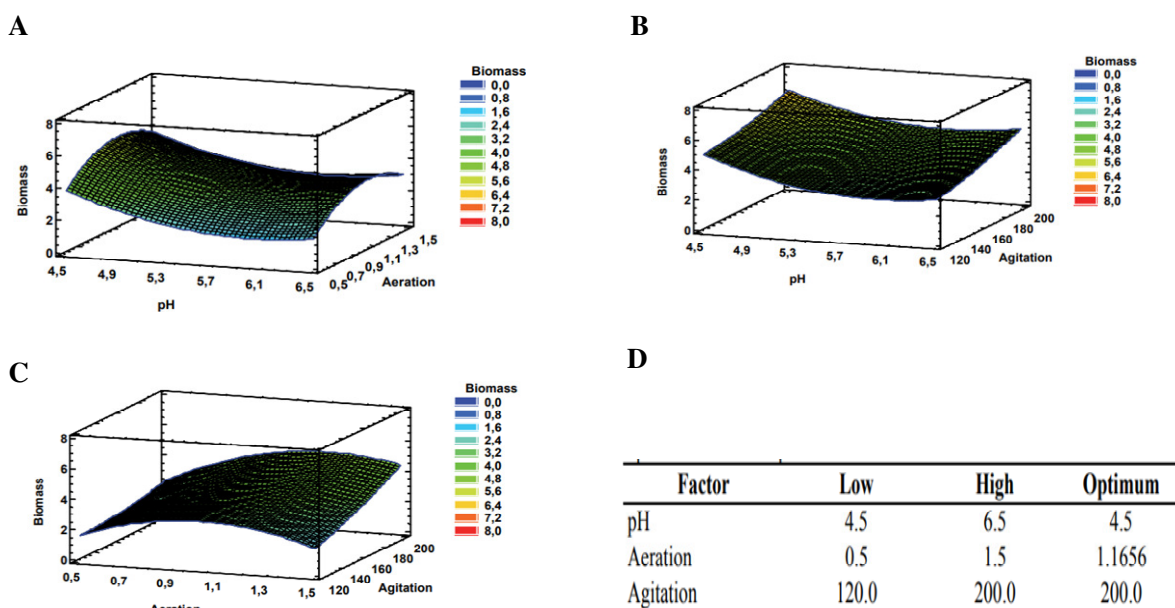 A
Biomass
0,0
0,8
1,6
2,4
3,2
4,0
4,8
5,6
6,4
7,2
8,0
8
6
4
2
0
Biomass
4,5 4,9 5,3 5,7 6,1 6,5
pH
0,5 0,7 0,9 1,1 1,3 1,5
Aeration
B
Biomass
0,0
0,8
1,6
2,4
3,2
4,0
4,8
5,6
6,4
7,2
8,0
8
6
4
2
0
Biomass
4,5 4,9 5,3 5,7 6,1 6,5
pH
120 140 160 180 200
Agitation
C
Biomass
0,0
0,8
1,6
2,4
3,2
4,0
4,8
5,6
6,4
7,2
8,0
8
6
4
2
0
Biomass
0,5 0,7 0,9 1,1 1,3 1,5
Aeration
120 140 160 180 200
Agitation
D
Factor Low High Optimum
pH 4.5 6.5 4.5
Aeration 0.5 1.5 1.1656
Agitation 120.0 200.0 200.0